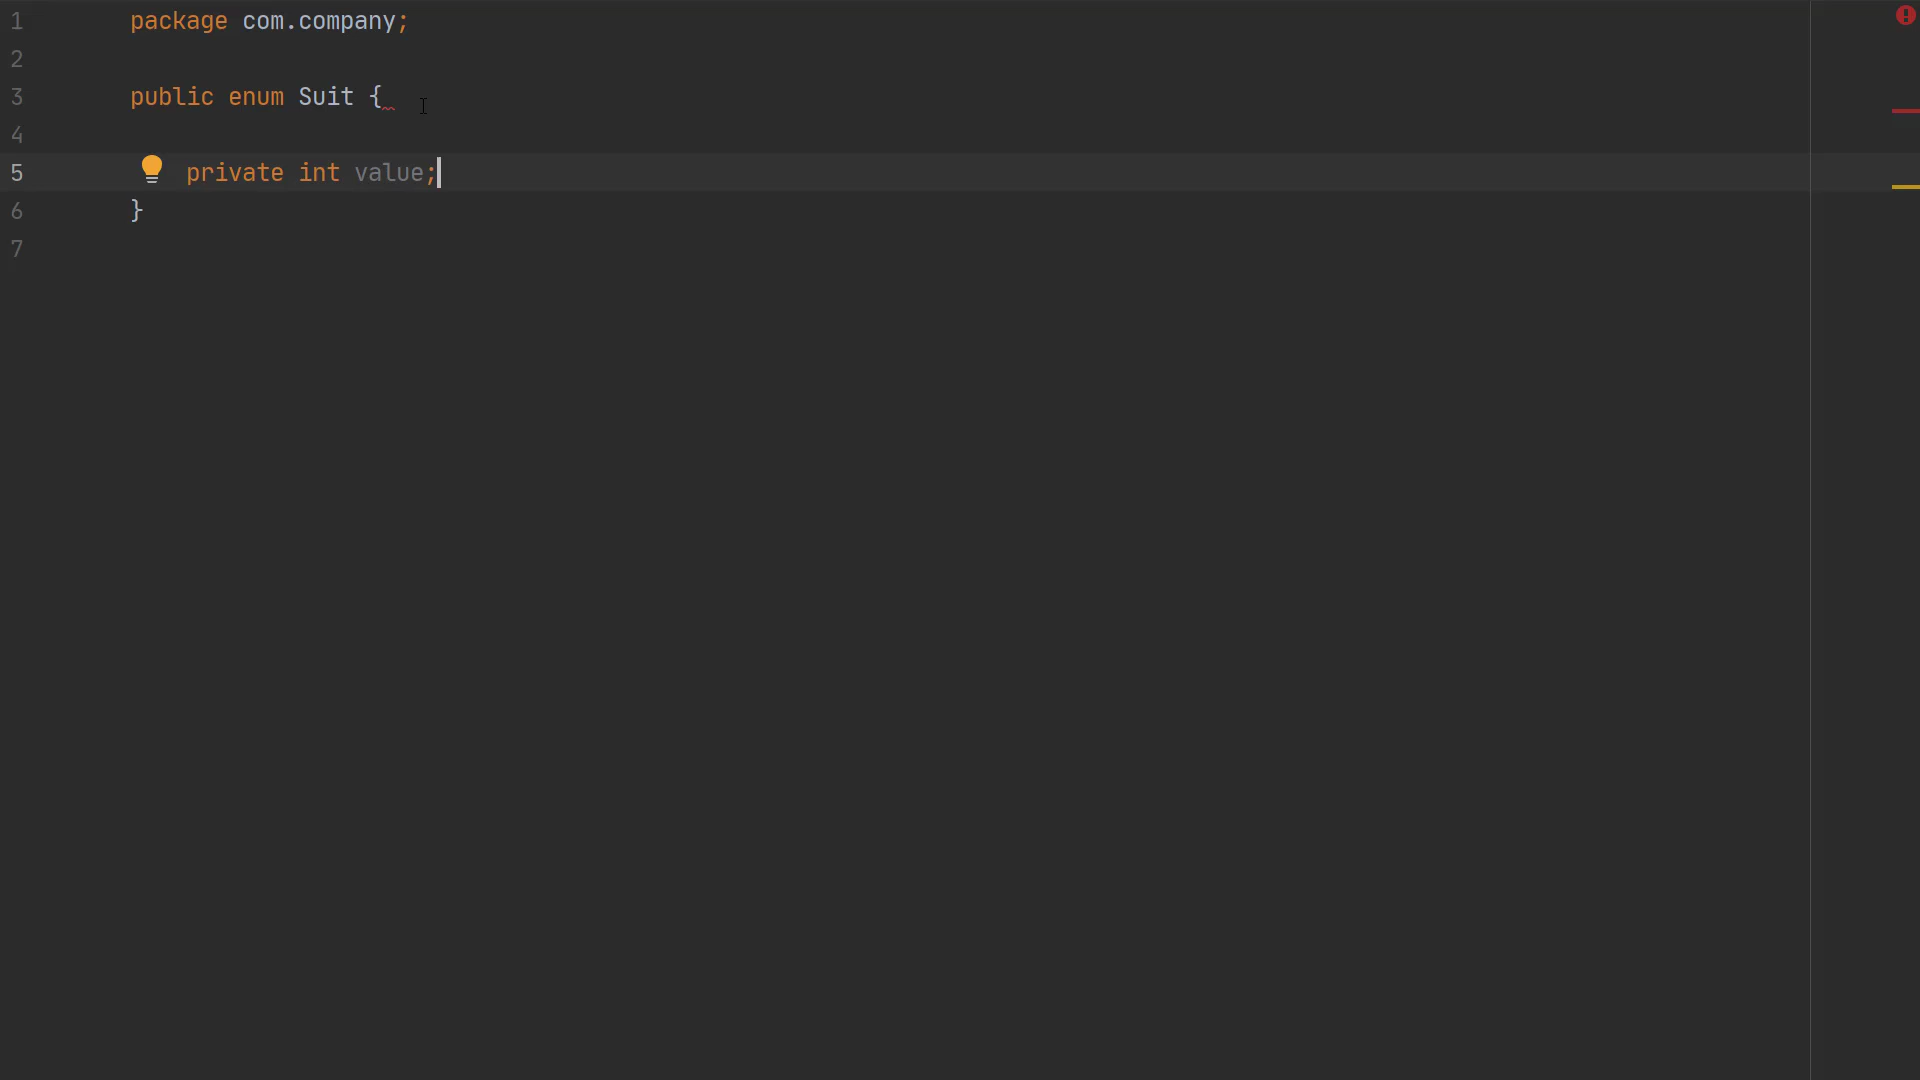 1 package com.company;
2
3 public enum Suit {
4
5 private int value;
6 }
7